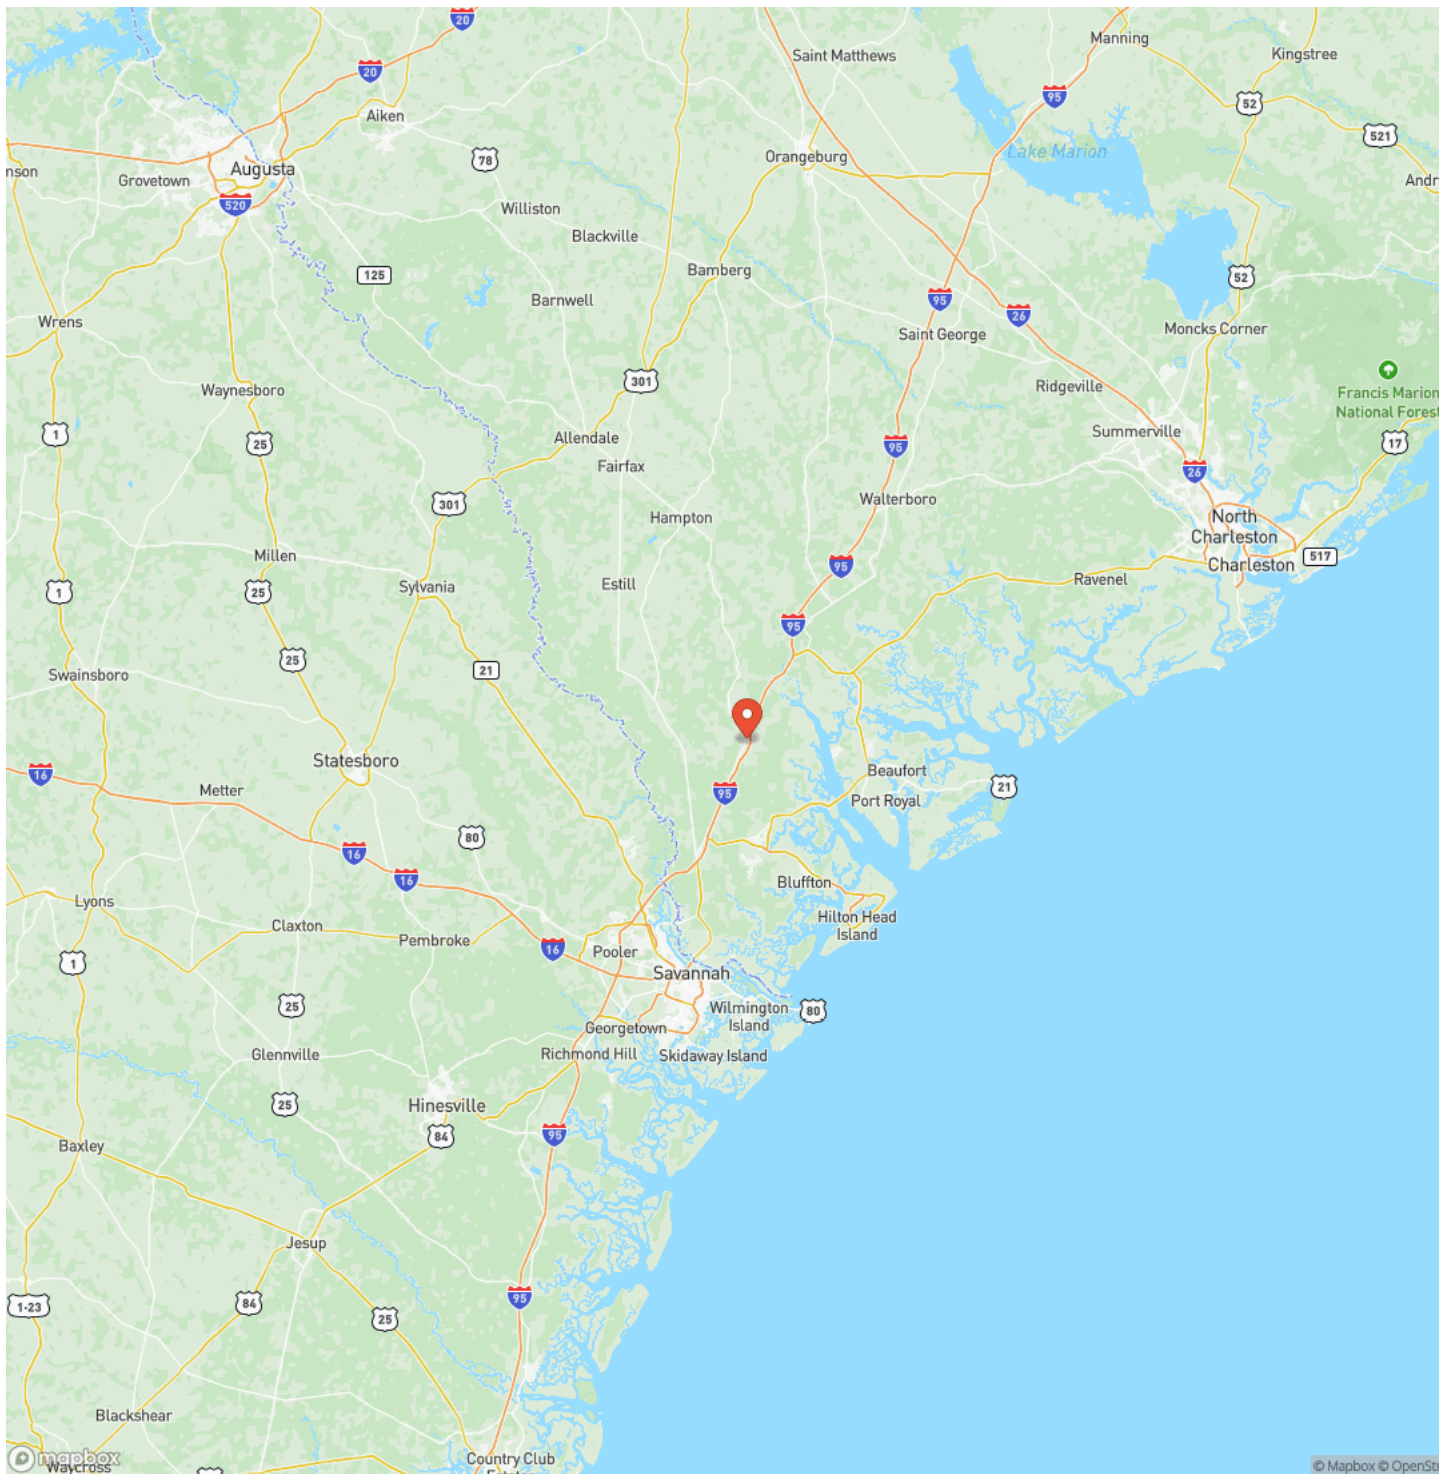 20
Saint Matthews
Manning
Kingstree
20
95
52
Aiken
521
Orangeburg
Lake Marion
78
nson
Grovetown
Augusta
Andr
520
Williston
Blackville
Bamberg
125
52
Barnwell
95
26
Wrens
Saint George
Moncks Corner
301
Ridgeville
Waynesboro
Francis Marion
National Forest
1
25
Allendale
95
Summerville
17
Fairfax
26
301
Walterboro
Hampton
North
Charleston
Millen
517
95
Charleston
1
25
Sylvania
Estill
Ravenel
95
25
21
Swainsboro
Statesboro
16
Beaufort
Metter
95
Port Royal
21
80
16
16
Bluffton
Lyons
Claxton
Pembroke
Hilton Head
Island
1
16
Pooler
Savannah
25
Wilmington
Island
80
Georgetown
Glennville
Richmond Hill
Skidaway Island
25
Hinesville
84
95
Baxley
Jesup
1-23
84
95
25
Blackshear
mapbox
Waycross
Country Club
© Mapbox © OpenStr